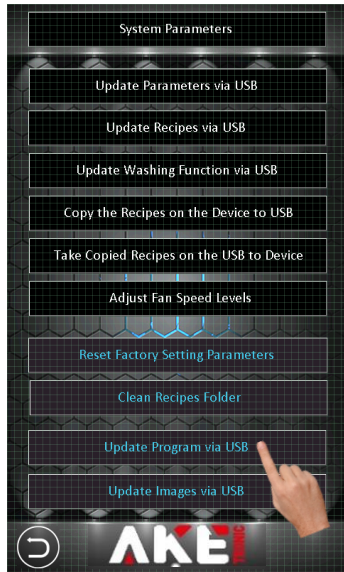 System Parameters
Update Parameters via USB
Update Recipes via USB
Update Washing Function via USB
Copy the Recipes on the Device to USB
Take Copied Recipes on the USB to Device
Adjust Fan Speed Levels
Reset Factory Setting Parameters
Clean Recipes Folder
Update Program via USB
Update Images via USB
AKE